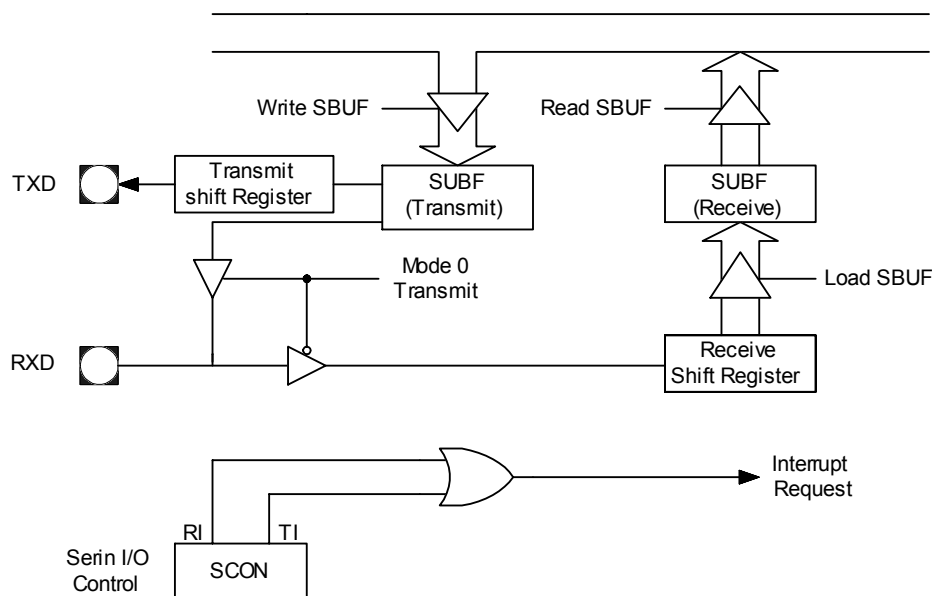 Write SBUF
Read SBUF
TXD
Transmit
shift Register
SUBF
(Transmit)
SUBF
(Receive)
Mode 0
Transmit
Load SBUF
RXD
Receive
Shift Register
Interrupt
Request
RI
TI
Serin I/O
Control
SCON